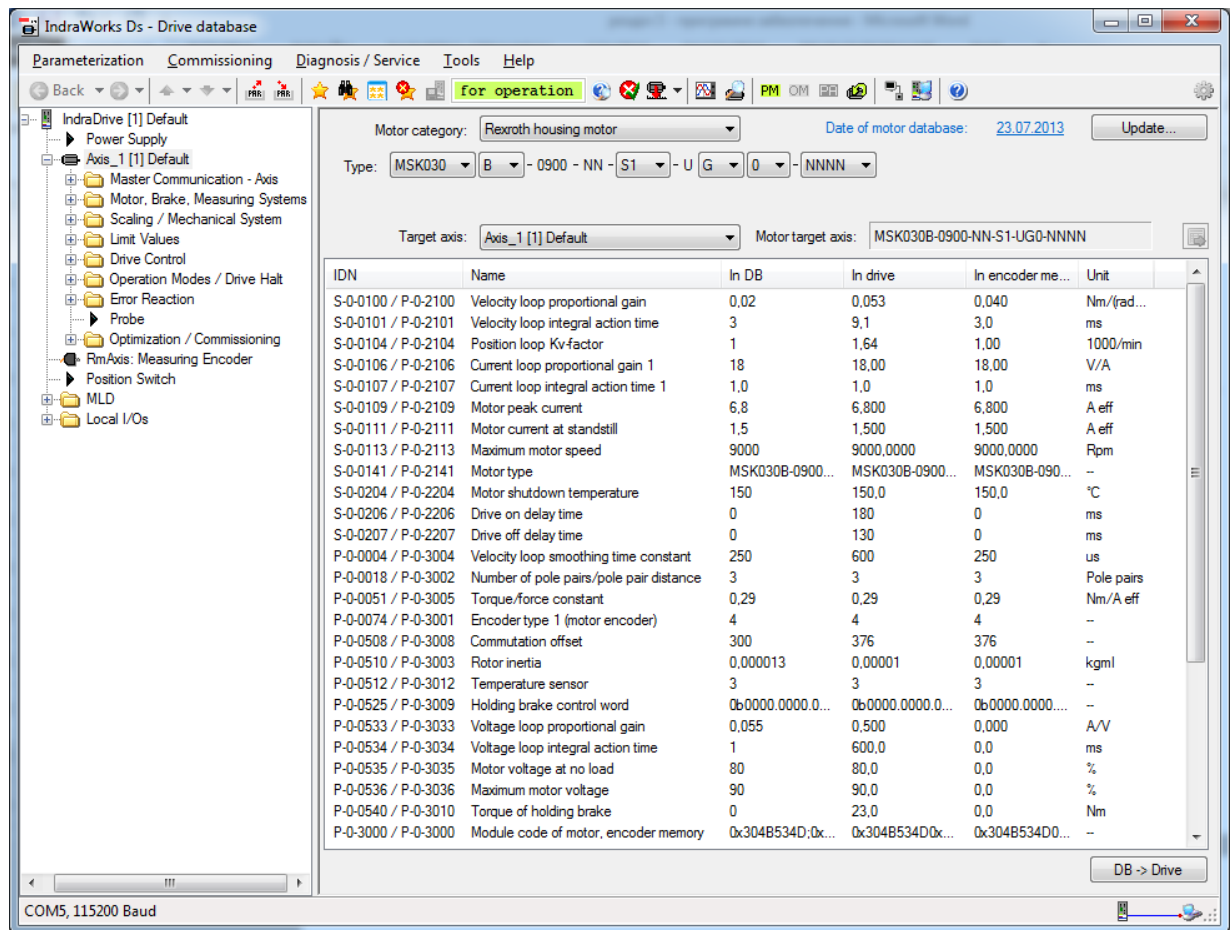 IndraWorks Ds - Drive database
Parameterization Commissioning Diagnosis / Service Tools Help
Back PAR PAR for operation PM OM
IndraDrive [1] Default
Power Supply
Axis_1 [1] Default
Master Communication - Axis
Motor, Brake, Measuring Systems
Scaling / Mechanical System
Limit Values
Drive Control
Operation Modes / Drive Halt
Error Reaction
Probe
Optimization / Commissioning
RmAxis: Measuring Encoder
Position Switch
MLD
Local I/Os
Motor category: Rexroth housing motor Date of motor database: 23.07.2013 Update...
Type: MSK030 B - 0900 - NN - S1 - U G 0 - NNNN
Target axis: Axis_1 [1] Default Motor target axis: MSK030B-0900-NN-S1-UG0-NNNN
IDN Name In DB In drive In encoder me... Unit
S-0-0100 / P-0-2100 Velocity loop proportional gain 0,02 0,053 0,040 Nm/(rad...
S-0-0101 / P-0-2101 Velocity loop integral action time 3 9,1 3,0 ms
S-0-0104 / P-0-2104 Position loop Kv-factor 1 1,64 1,00 1000/min
S-0-0106 / P-0-2106 Current loop proportional gain 1 18 18,00 18,00 V/A
S-0-0107 / P-0-2107 Current loop integral action time 1 1,0 1,0 1,0 ms
S-0-0109 / P-0-2109 Motor peak current 6,8 6,800 6,800 A eff
S-0-0111 / P-0-2111 Motor current at standstill 1,5 1,500 1,500 A eff
S-0-0113 / P-0-2113 Maximum motor speed 9000 9000,0000 9000,0000 Rpm
S-0-0141 / P-0-2141 Motor type MSK030B-0900... MSK030B-0900... MSK030B-090... --
S-0-0204 / P-0-2204 Motor shutdown temperature 150 150,0 150,0 °C
S-0-0206 / P-0-2206 Drive on delay time 0 180 0 ms
S-0-0207 / P-0-2207 Drive off delay time 0 130 0 ms
P-0-0004 / P-0-3004 Velocity loop smoothing time constant 250 600 250 us
P-0-0018 / P-0-3002 Number of pole pairs/pole pair distance 3 3 3 Pole pairs
P-0-0051 / P-0-3005 Torque/force constant 0,29 0,29 0,29 Nm/A eff
P-0-0074 / P-0-3001 Encoder type 1 (motor encoder) 4 4 4 --
P-0-0508 / P-0-3008 Commutation offset 300 376 376 --
P-0-0510 / P-0-3003 Rotor inertia 0,000013 0,00001 0,00001 kgml
P-0-0512 / P-0-3012 Temperature sensor 3 3 3 --
P-0-0525 / P-0-3009 Holding brake control word 0b0000.0000.0... 0b0000.0000.0... 0b0000.0000.... --
P-0-0533 / P-0-3033 Voltage loop proportional gain 0,055 0,500 0,000 A/V
P-0-0534 / P-0-3034 Voltage loop integral action time 1 600,0 0,0 ms
P-0-0535 / P-0-3035 Motor voltage at no load 80 80,0 0,0 %
P-0-0536 / P-0-3036 Maximum motor voltage 90 90,0 0,0 %
P-0-0540 / P-0-3010 Torque of holding brake 0 23,0 0,0 Nm
P-0-3000 / P-0-3000 Module code of motor, encoder memory 0x304B534D;0x... 0x304B534D0x... 0x304B534D0... --
DB -> Drive
COM5, 115200 Baud